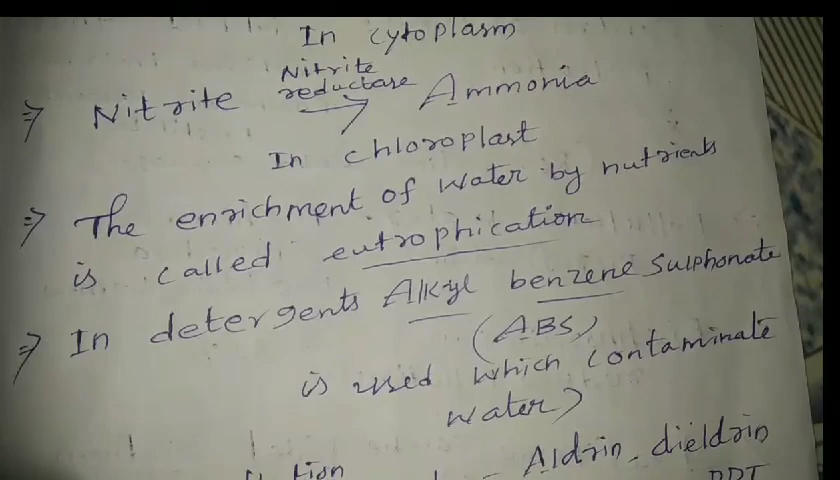 In cytoplasm
⇒ Nitrite Nitrite reductase → Ammonia
In chloroplast
⇒ The enrichment of water by nutrients
is called eutrophication
⇒ In detergents Alkyl benzene sulphonate
(ABS)
is used which contaminate
water)
Aldrin, dieldrin
DDT